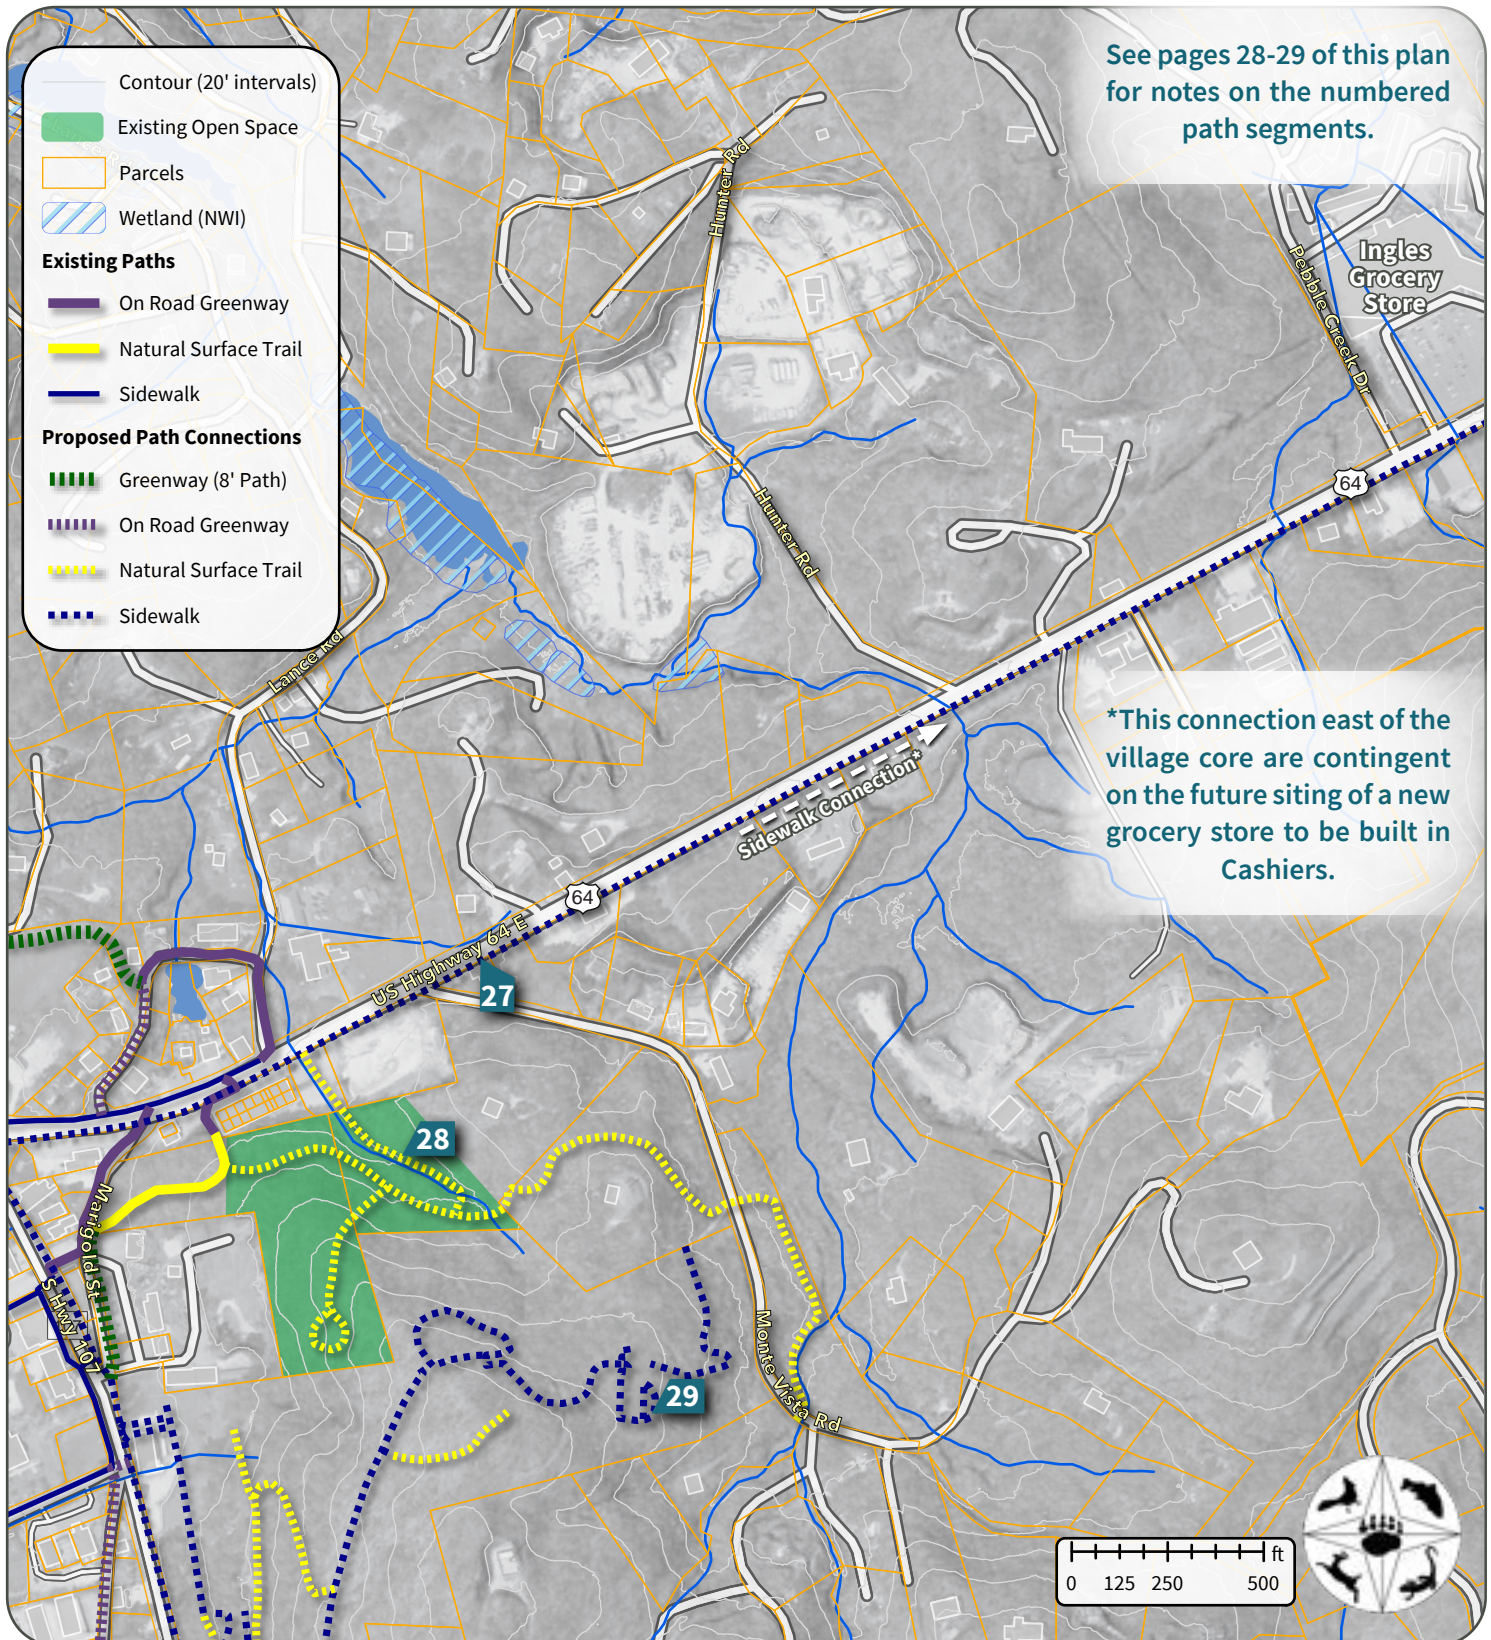 See pages 28-29 of this plan
for notes on the numbered
path segments.
Contour (20' intervals)
Existing Open Space
Parcels
Wetland (NWI)
Existing Paths
On Road Greenway
Natural Surface Trail
Sidewalk
Proposed Path Connections
Greenway (8' Path)
On Road Greenway
Natural Surface Trail
Sidewalk
Hunter Rd
Ingles
Grocery
Store
Pebble Creek Dr
64
Hunter Rd
Lance Rd
*This connection east of the
village core are contingent
on the future siting of a new
grocery store to be built in
Cashiers.
Sidewalk Connection*
64
US Highway 64 E
27
28
Marigold St
S Hwy 107
29
Monte Vista Rd
ft
0 125 250 500